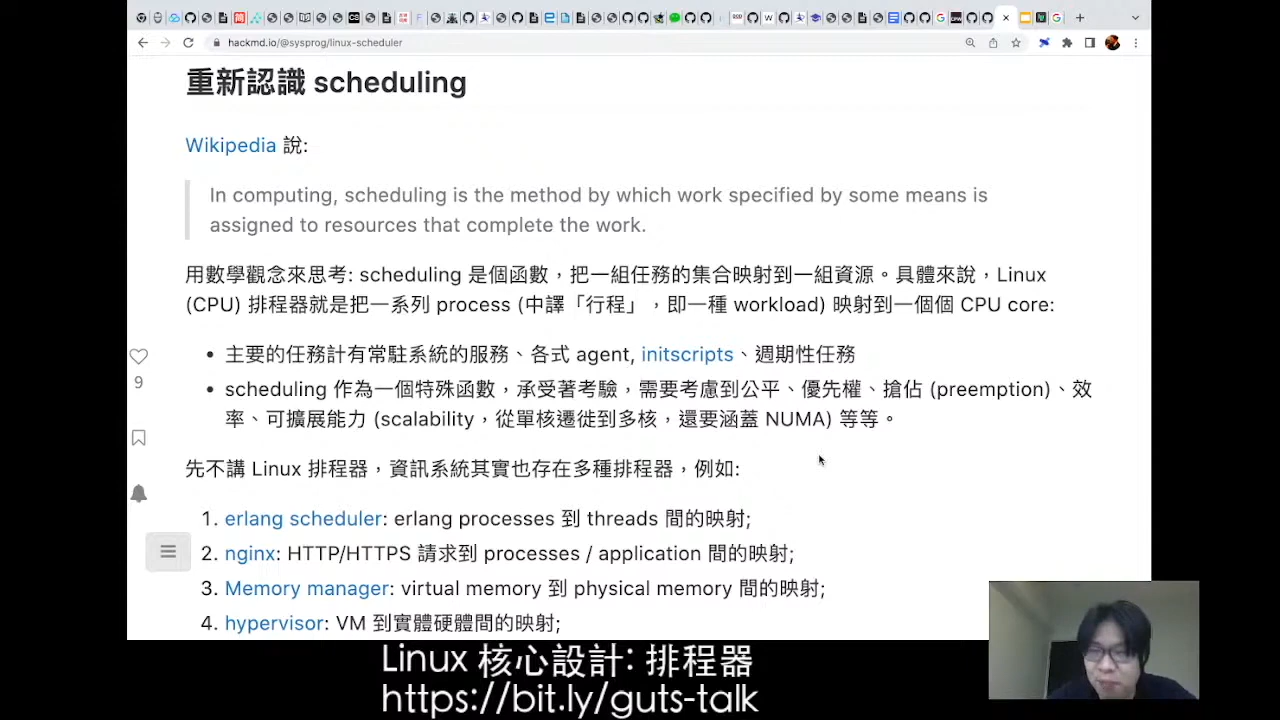 hackmd.io/@sysprog/linux-scheduler
重新認識 scheduling
Wikipedia 說:
In computing, scheduling is the method by which work specified by some means is
assigned to resources that complete the work.
用數學觀念來思考: scheduling 是個函數，把一組任務的集合映射到一組資源。具體來說，Linux
(CPU) 排程器就是把一系列 process (中譯「行程」，即一種 workload) 映射到一個個 CPU core:
• 主要的任務計有常駐系統的服務、各式 agent, initscripts、週期性任務
• scheduling 作為一個特殊函數，承受著考驗，需要考慮到公平、優先權、搶佔 (preemption)、效
率、可擴展能力 (scalability，從單核遷徙到多核，還要涵蓋 NUMA) 等等。
9
先不講 Linux 排程器，資訊系統其實也存在多種排程器，例如:
1. erlang scheduler: erlang processes 到 threads 間的映射;
2. nginx: HTTP/HTTPS 請求到 processes / application 間的映射;
3. Memory manager: virtual memory 到 physical memory 間的映射;
4. hypervisor: VM 到實體硬體間的映射;
Linux 核心設計: 排程器
https://bit.ly/guts-talk